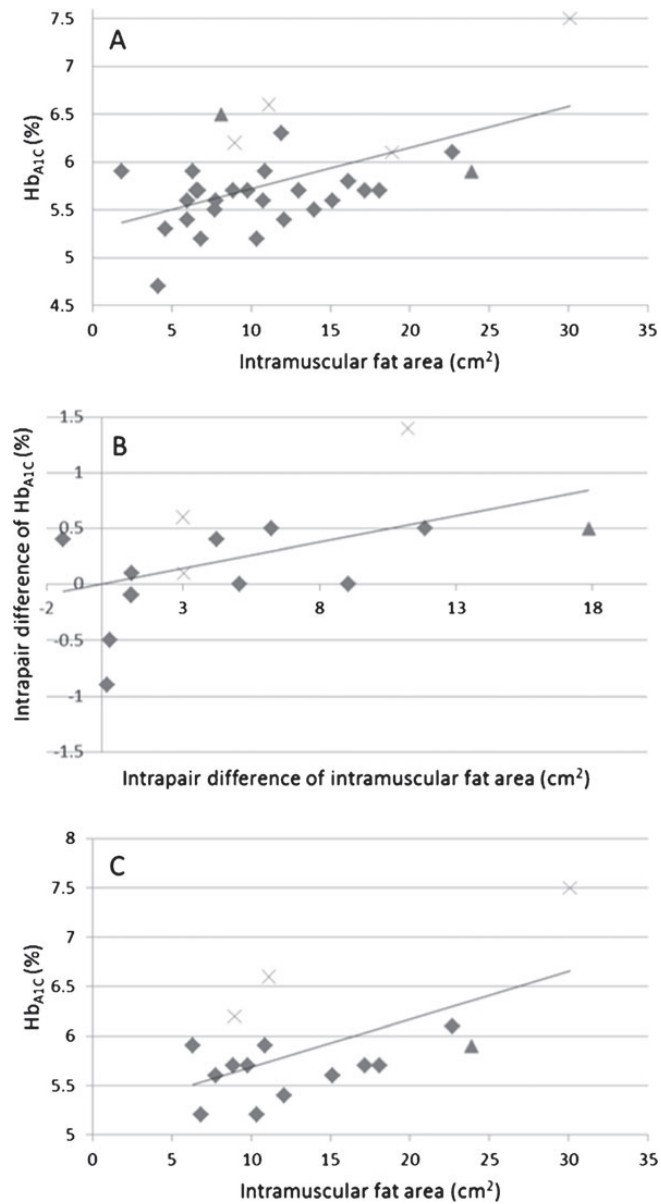 A
7.5
7
6.5
6
5.5
5
4.5
Hb_A1C (%)
0 5 10 15 20 25 30 35
Intramuscular fat area (cm²)
B
1.5
1
0.5
0
-0.5
-1
-1.5
Intrapair difference of Hb_A1C (%)
-2 3 8 13 18
Intrapair difference of intramuscular fat area (cm²)
C
8
7.5
7
6.5
6
5.5
5
Hb_A1C (%)
0 5 10 15 20 25 30 35
Intramuscular fat area (cm²)